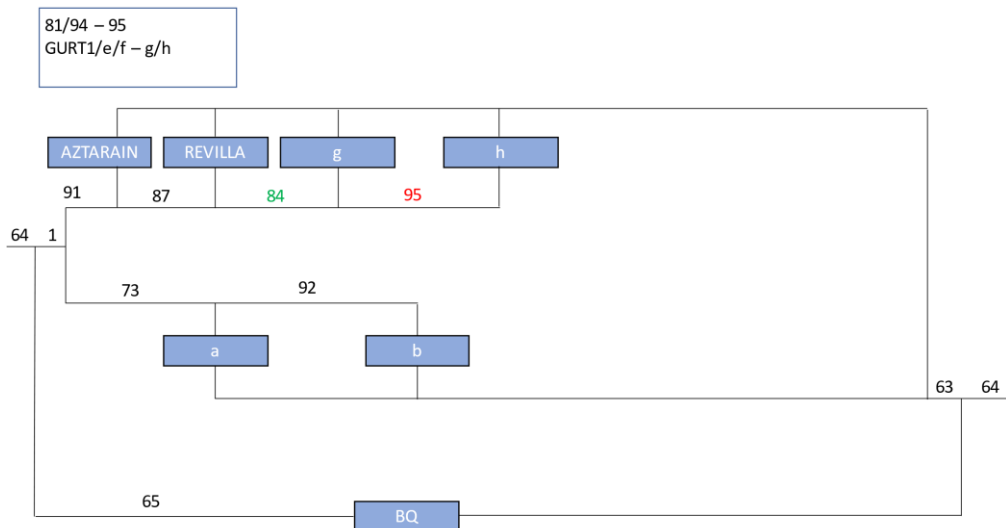 81/94 – 95
GURT1/e/f – g/h
AZTARAIN REVILLA g h
91 87 84 95
64 1
73 92
a b
63 64
65
BQ